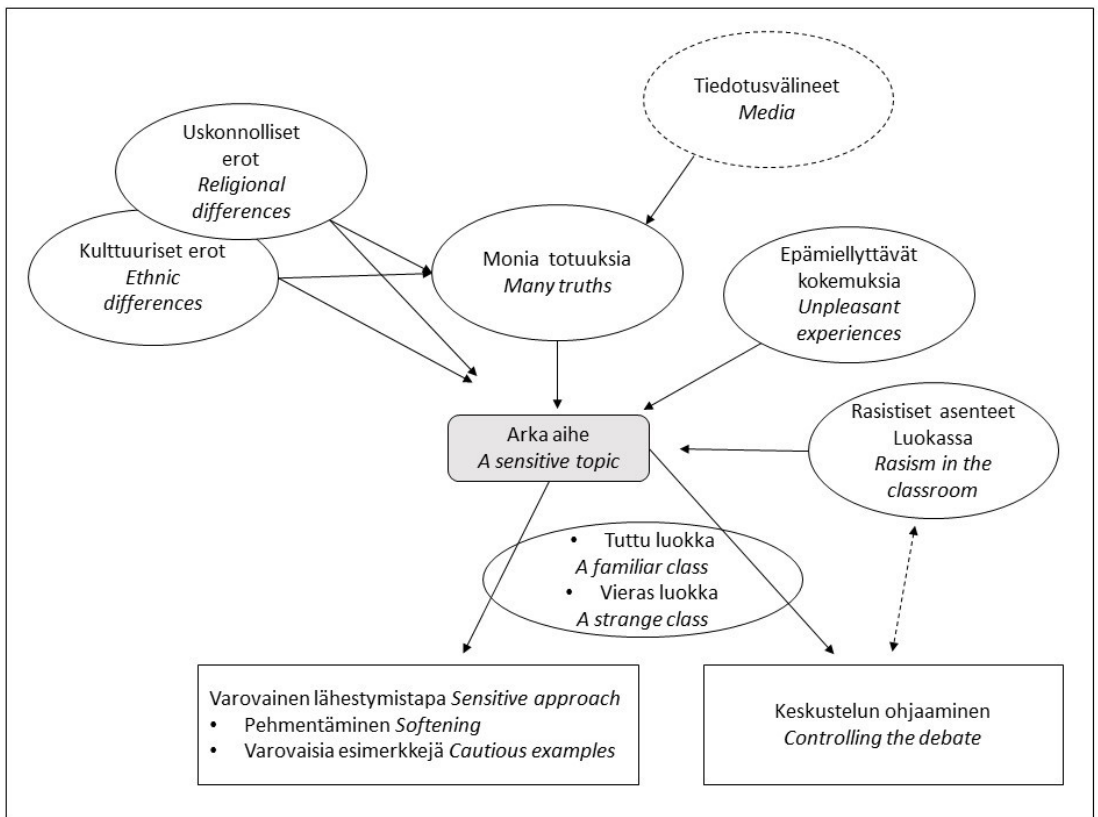 Tiedotusvälineet
Media
Uskonnolliset
erot
Religional
differences
Kulttuuriset erot
Ethnic
differences
Monia totuuksia
Many truths
Epämiellyttävät
kokemuksia
Unpleasant
experiences
Arka aihe
A sensitive topic
Rasistiset asenteet
Luokassa
Rasism in the
classroom
• Tuttu luokka
A familiar class
• Vieras luokka
A strange class
Varovainen lähestymistapa Sensitive approach
• Pehmentäminen Softening
• Varovaisia esimerkkejä Cautious examples
Keskustelun ohjaaminen
Controlling the debate